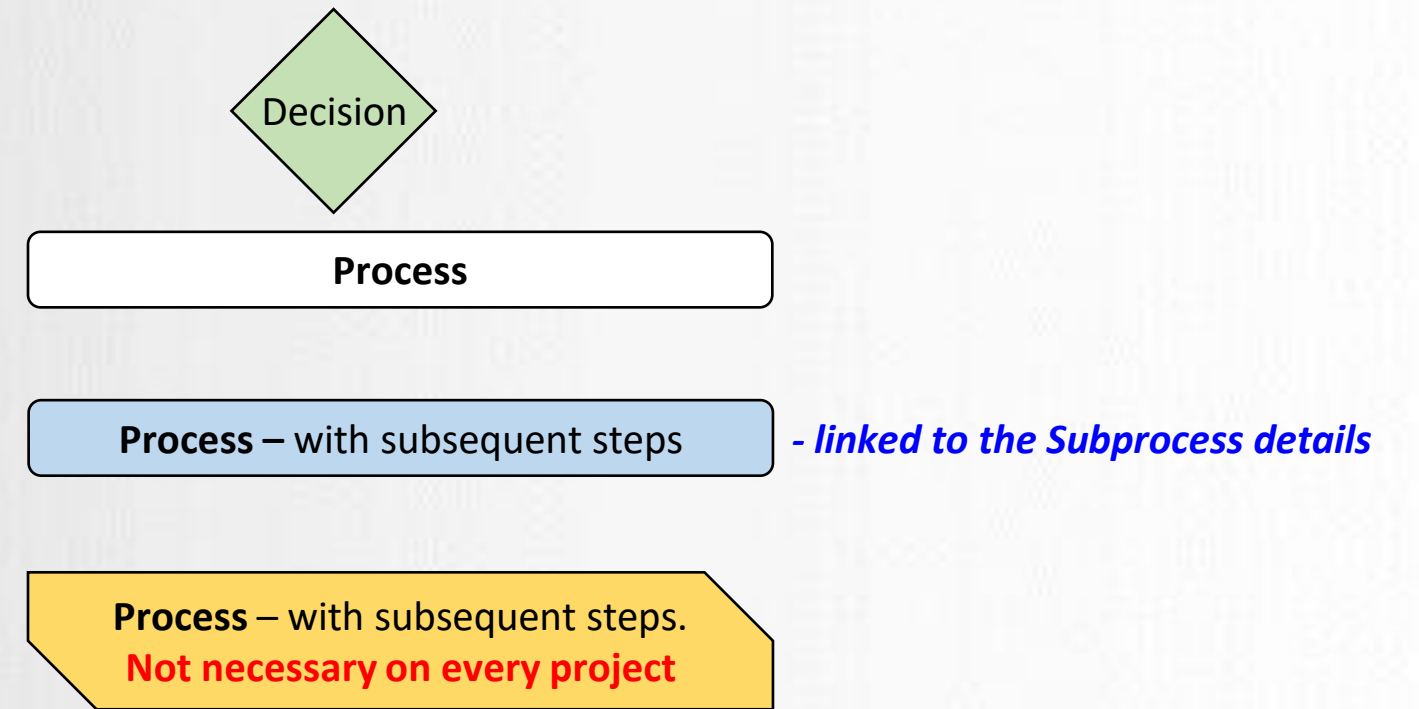 Decision
Process
Process – with subsequent steps
- linked to the Subprocess details
Process – with subsequent steps.
Not necessary on every project